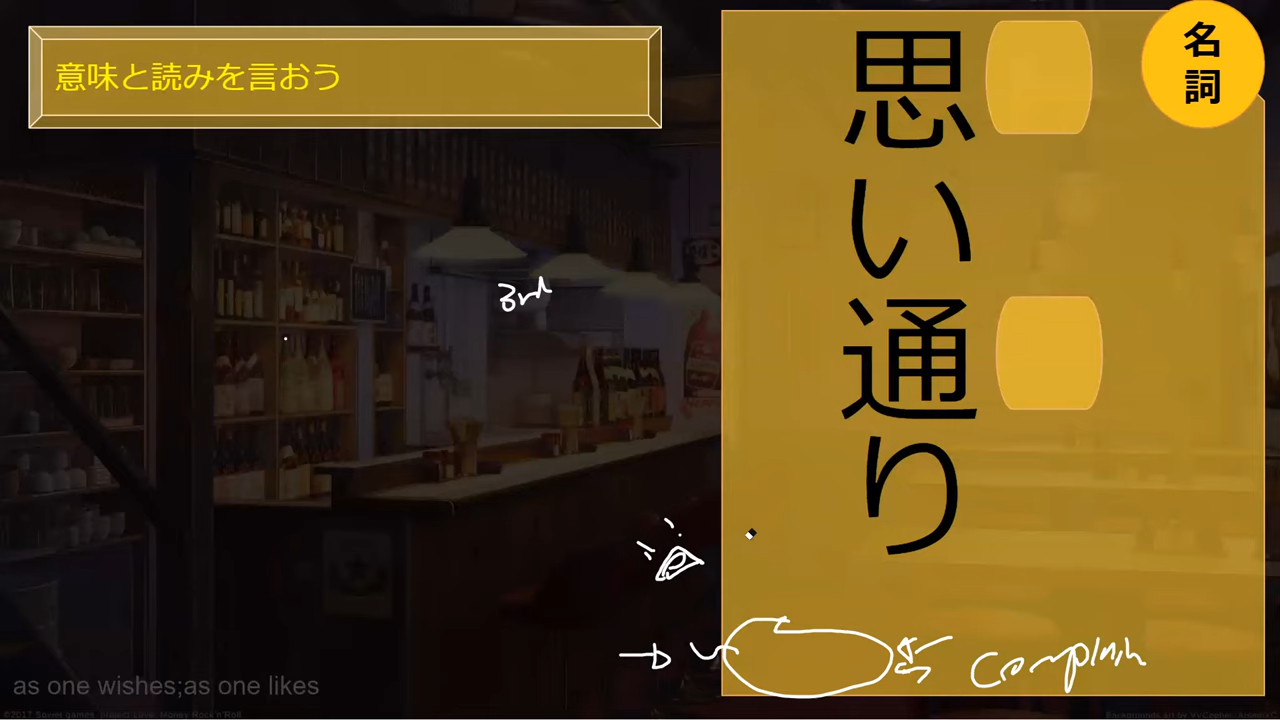 意味と読みを言おう
思い通り
名詞
3rd
as one wishes;as one likes